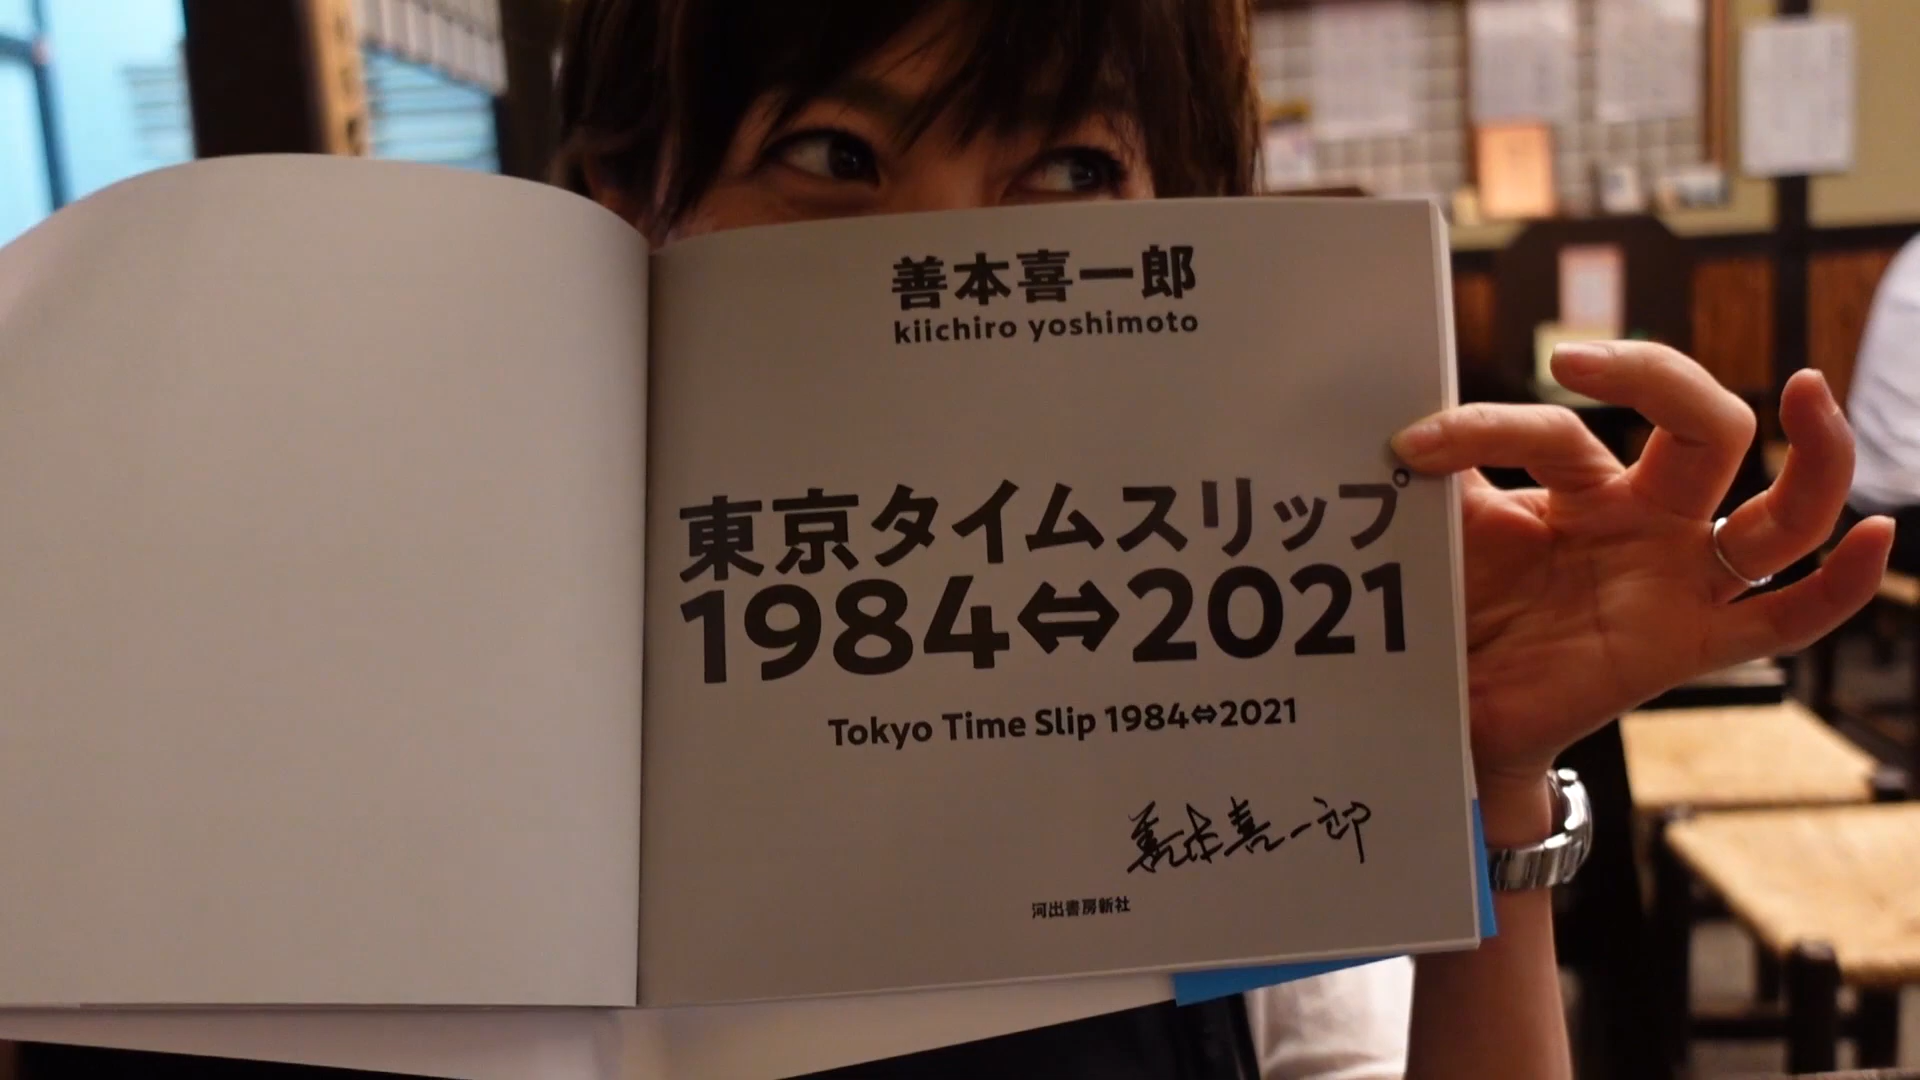 善本喜一郎
kiichiro yoshimoto
東京タイムスリップ
1984⇔2021
Tokyo Time Slip 1984⇔2021
善本喜一郎
河出書房新社